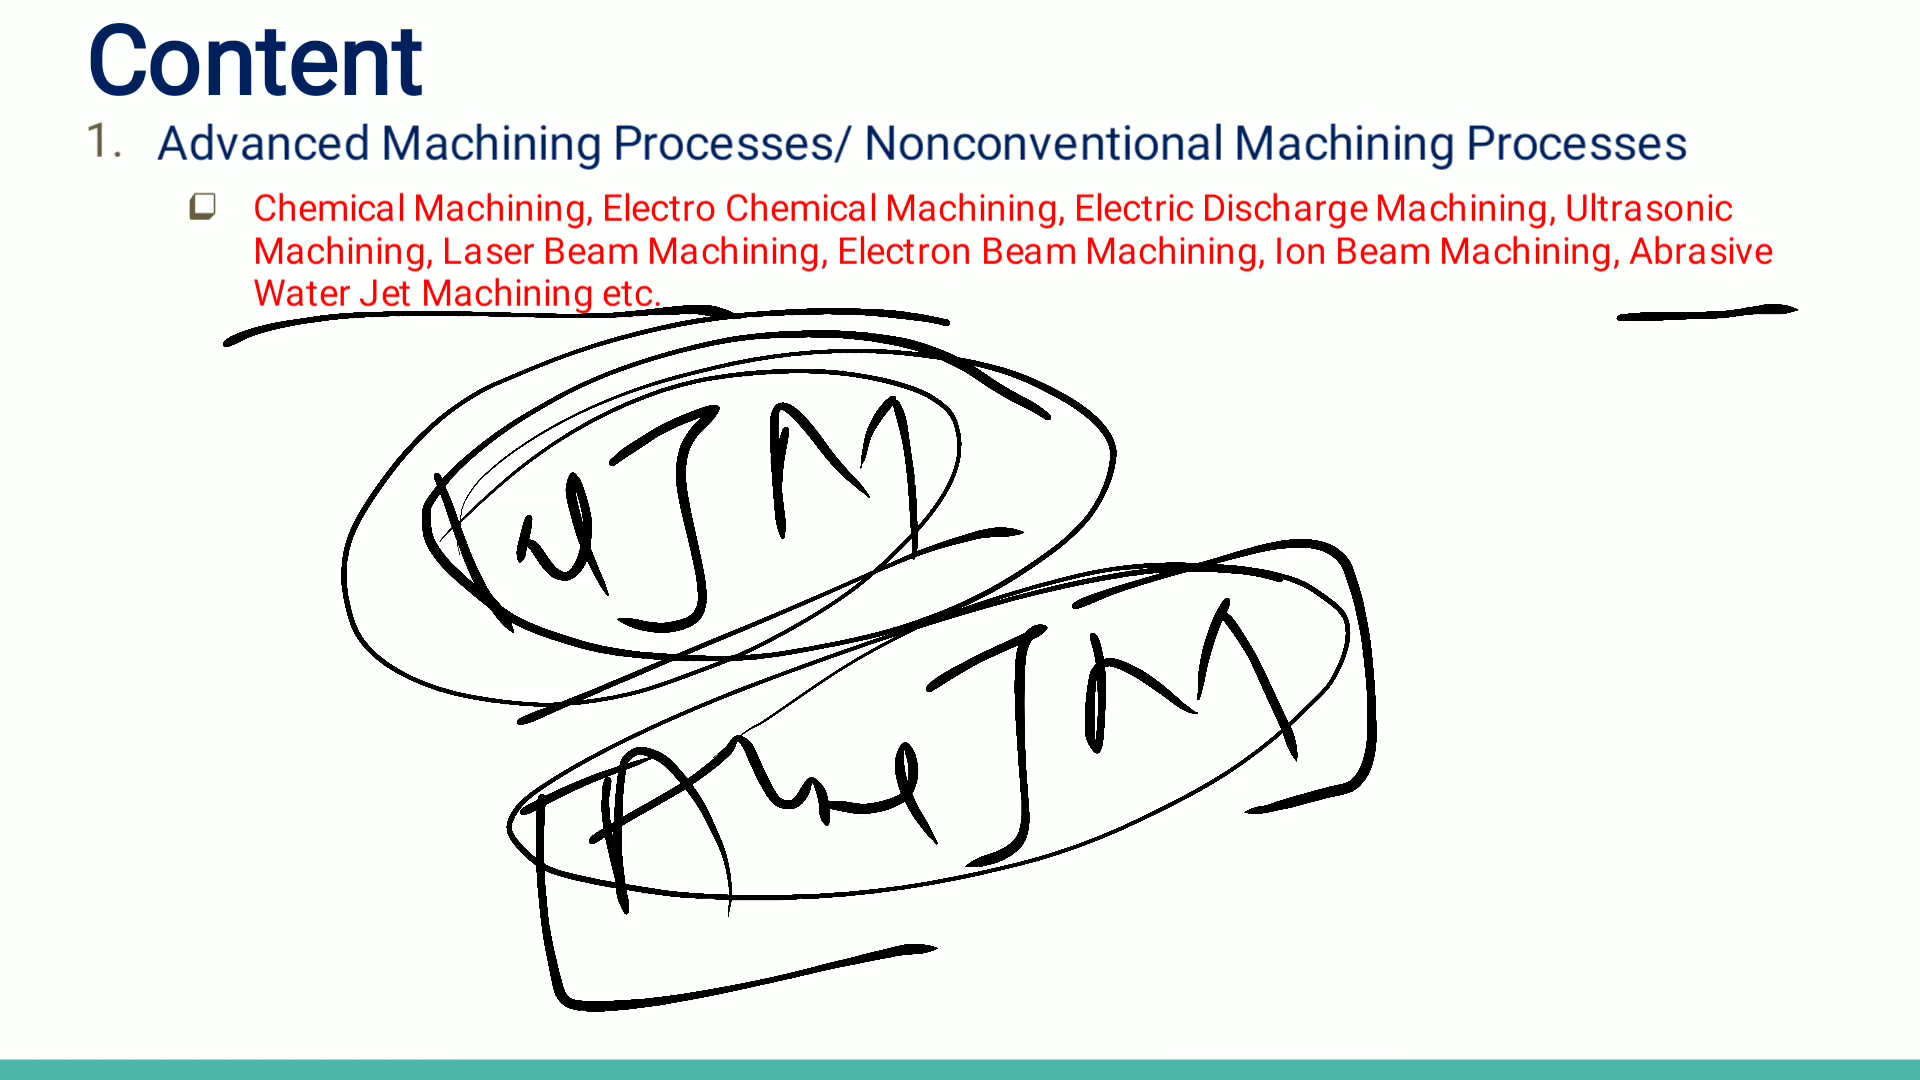 Content
1. Advanced Machining Processes/ Nonconventional Machining Processes
Chemical Machining, Electro Chemical Machining, Electric Discharge Machining, Ultrasonic
Machining, Laser Beam Machining, Electron Beam Machining, Ion Beam Machining, Abrasive
Water Jet Machining etc.
WJM
AWJM